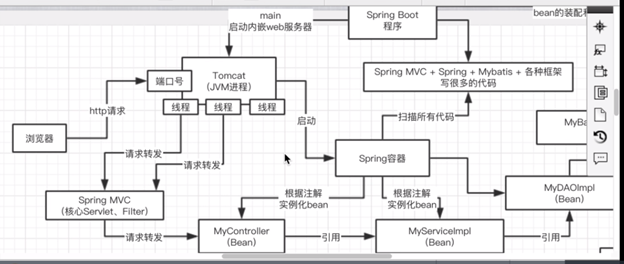 main
启动内嵌web服务器
Spring Boot
程序
bean的装配
Tomcat
(JVM进程)
端口号
Spring MVC + Spring + Mybatis + 各种框架
写很多的代码
线程
线程
线程
http请求
启动
扫描所有代码
MyBa
浏览器
请求转发
请求转发
Spring容器
Spring MVC
(核心Servlet、Filter)
根据注解
实例化bean
根据注解
实例化bean
MyDAOImpl
(Bean)
请求转发
MyController
(Bean)
引用
MyServiceImpl
(Bean)
引用